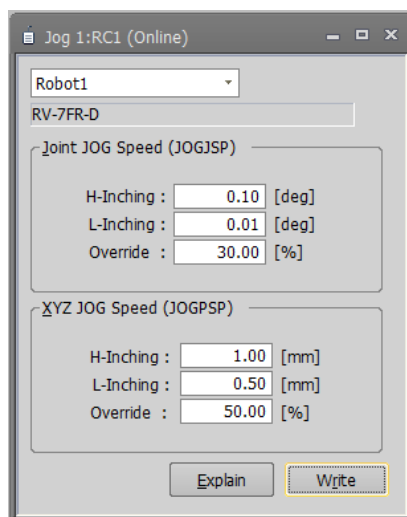 Jog 1:RC1 (Online)
Robot1
RV-7FR-D
Joint JOG Speed (JOGJSP)
H-Inching : 0.10 [deg]
L-Inching : 0.01 [deg]
Override : 30.00 [%]
XYZ JOG Speed (JOGPSP)
H-Inching : 1.00 [mm]
L-Inching : 0.50 [mm]
Override : 50.00 [%]
Explain Write